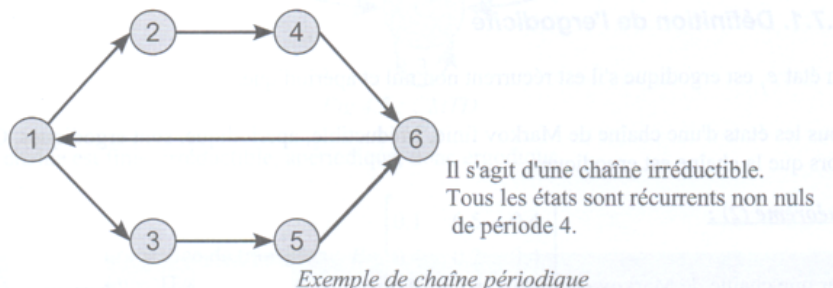 2
4
1
6
3
5
Il s'agit d'une chaîne irréductible.
Tous les états sont récurrents non nuls
de période 4.
Exemple de chaîne périodique